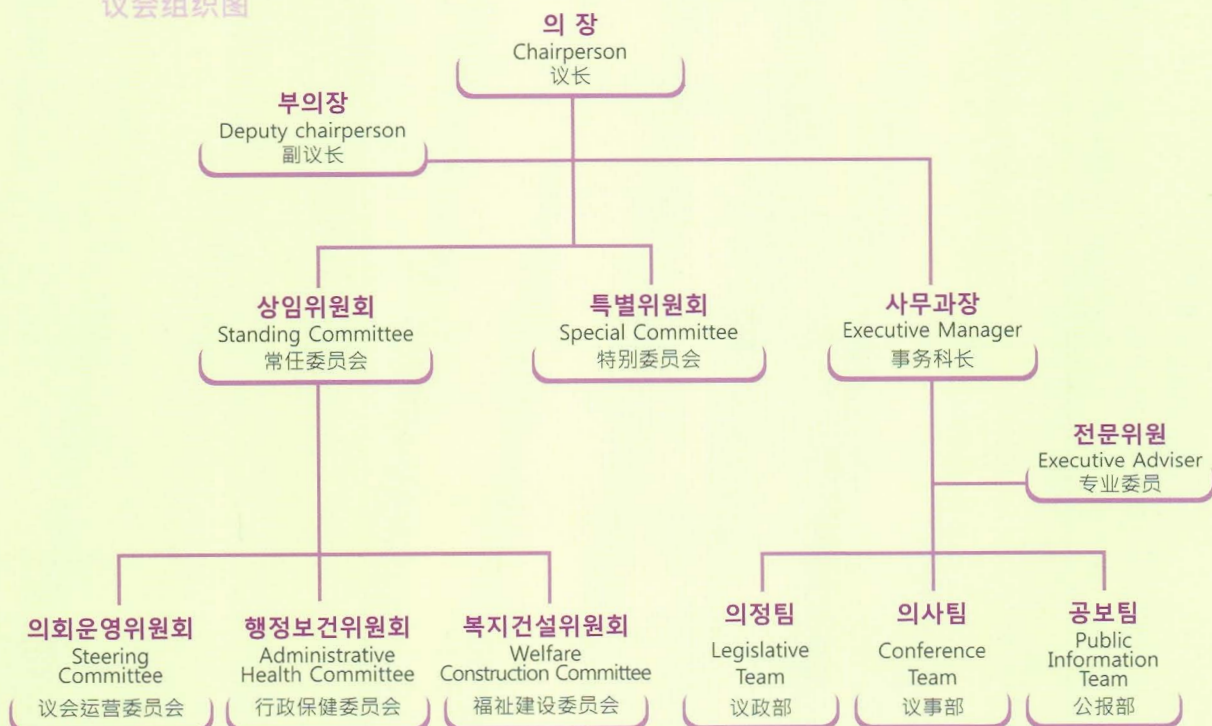 议会组织图
의 장
Chairperson
议长
부의장
Deputy chairperson
副议长
상임위원회
Standing Committee
常任委员会
특별위원회
Special Committee
特别委员会
사무과장
Executive Manager
事务科长
전문위원
Executive Adviser
专业委员
의회운영위원회
Steering
Committee
议会运营委员会
행정보건위원회
Administrative
Health Committee
行政保健委员会
복지건설위원회
Welfare
Construction Committee
福祉建设委员会
의정팀
Legislative
Team
议政部
의사팀
Conference
Team
议事部
공보팀
Public
Information
Team
公报部